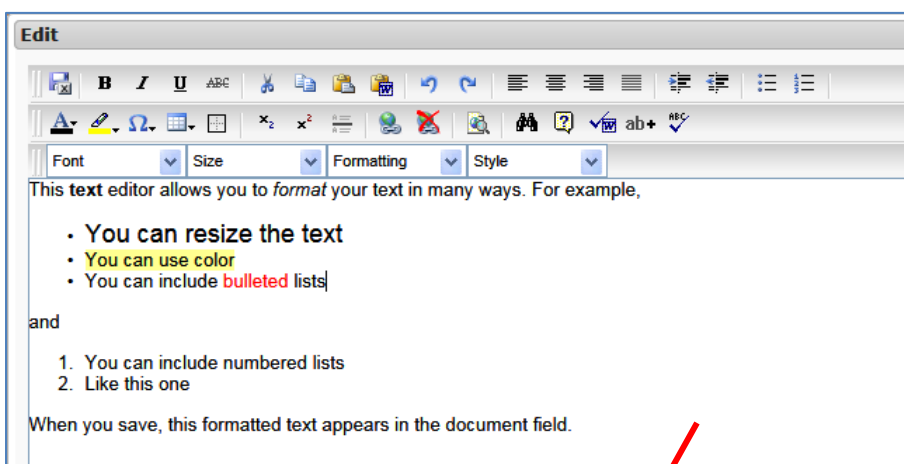 Edit
B I U ABC
A Ω x₂ x² ? W ab+ ABC
Font Size Formatting Style
This text editor allows you to format your text in many ways. For example,
• You can resize the text
• You can use color
• You can include bulleted lists
and
1. You can include numbered lists
2. Like this one
When you save, this formatted text appears in the document field.